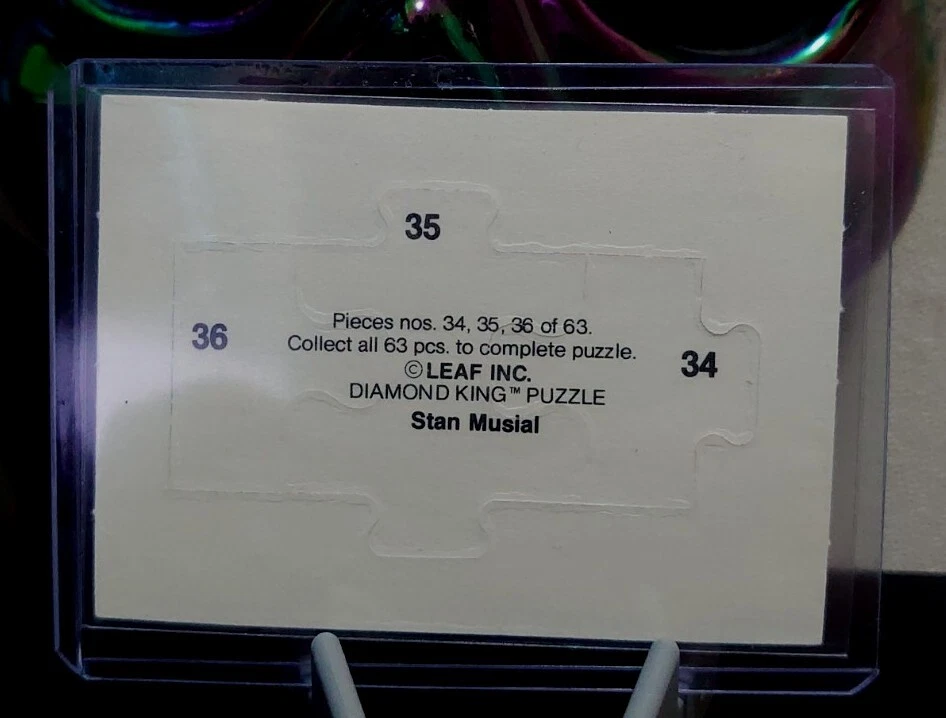 35
36
34
Pieces nos. 34, 35, 36 of 63.
Collect all 63 pcs. to complete puzzle.
©LEAF INC.
DIAMOND KING™ PUZZLE
Stan Musial